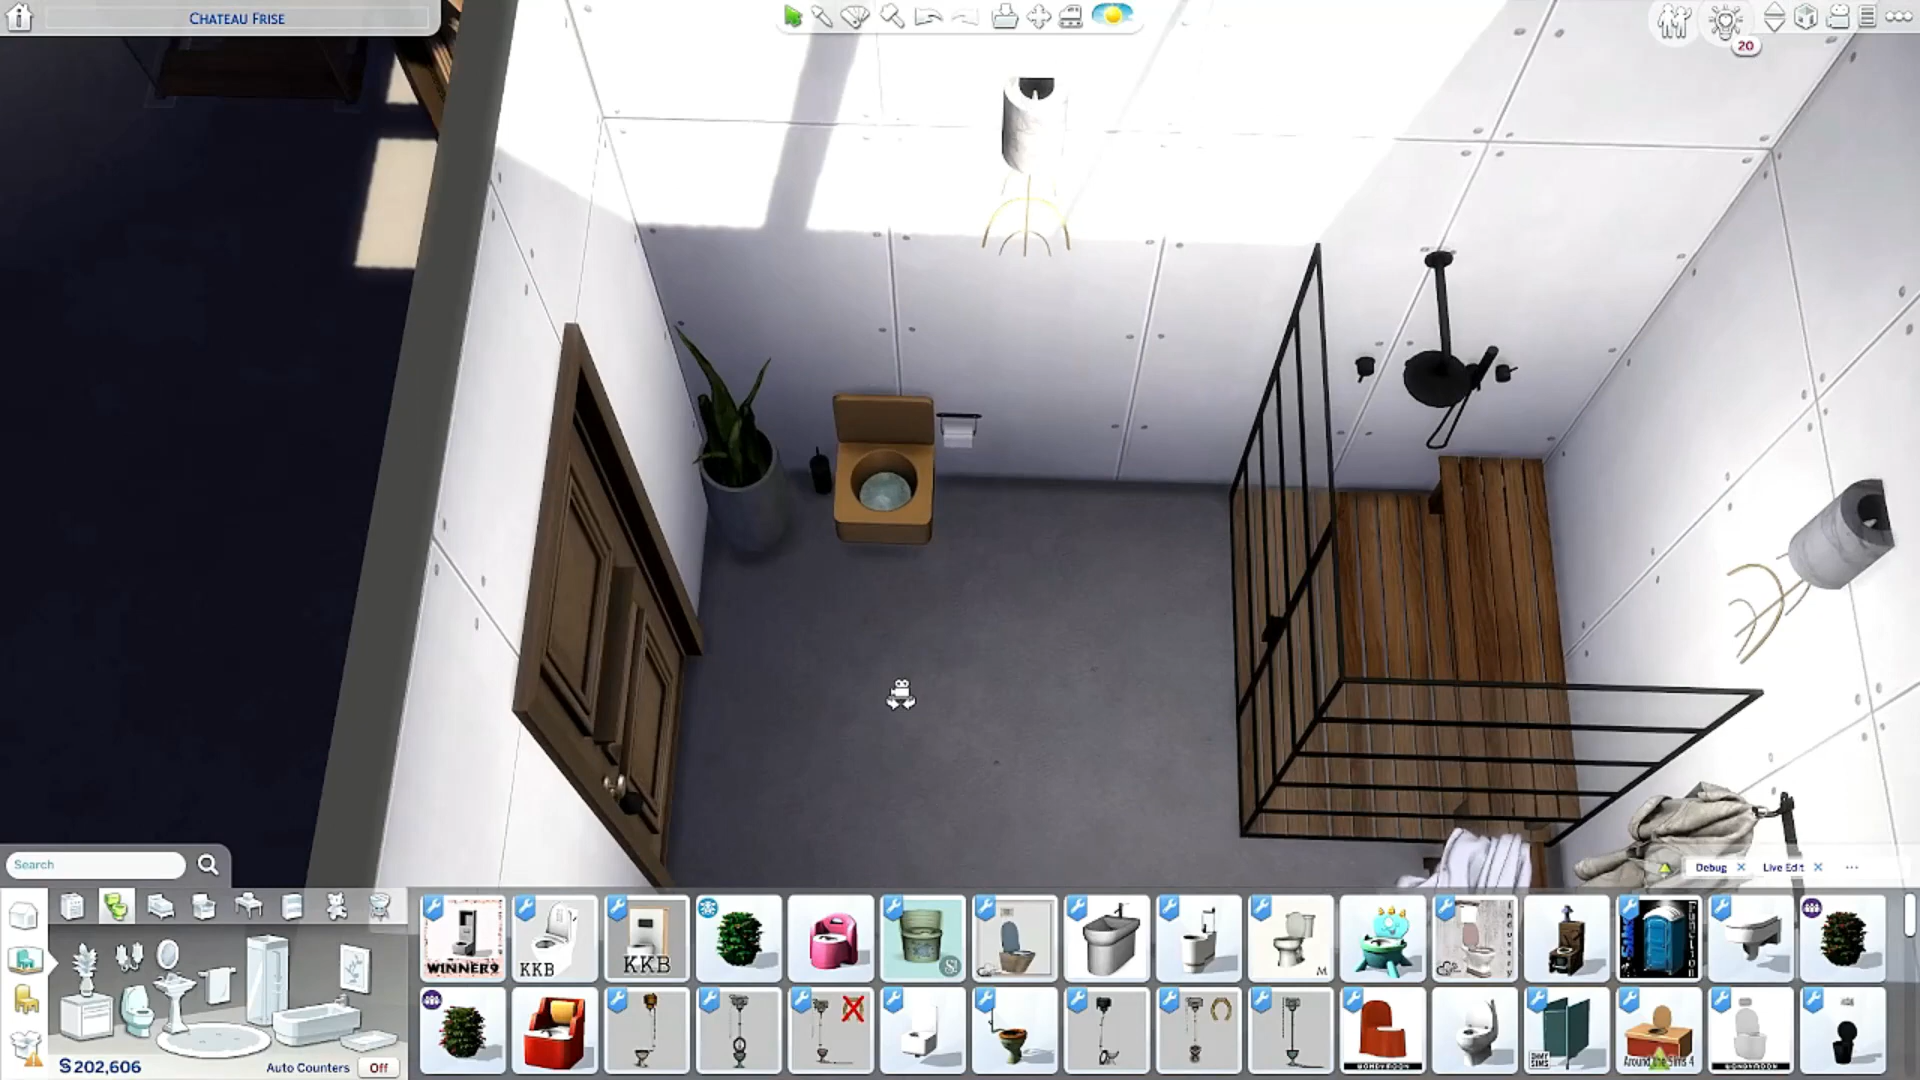 CHATEAU FRISE
20
Search
Debug
Live Edit
WINNER9
KKB
KKB
M
§202,606
Auto Counters
Off
Around the Sims 4